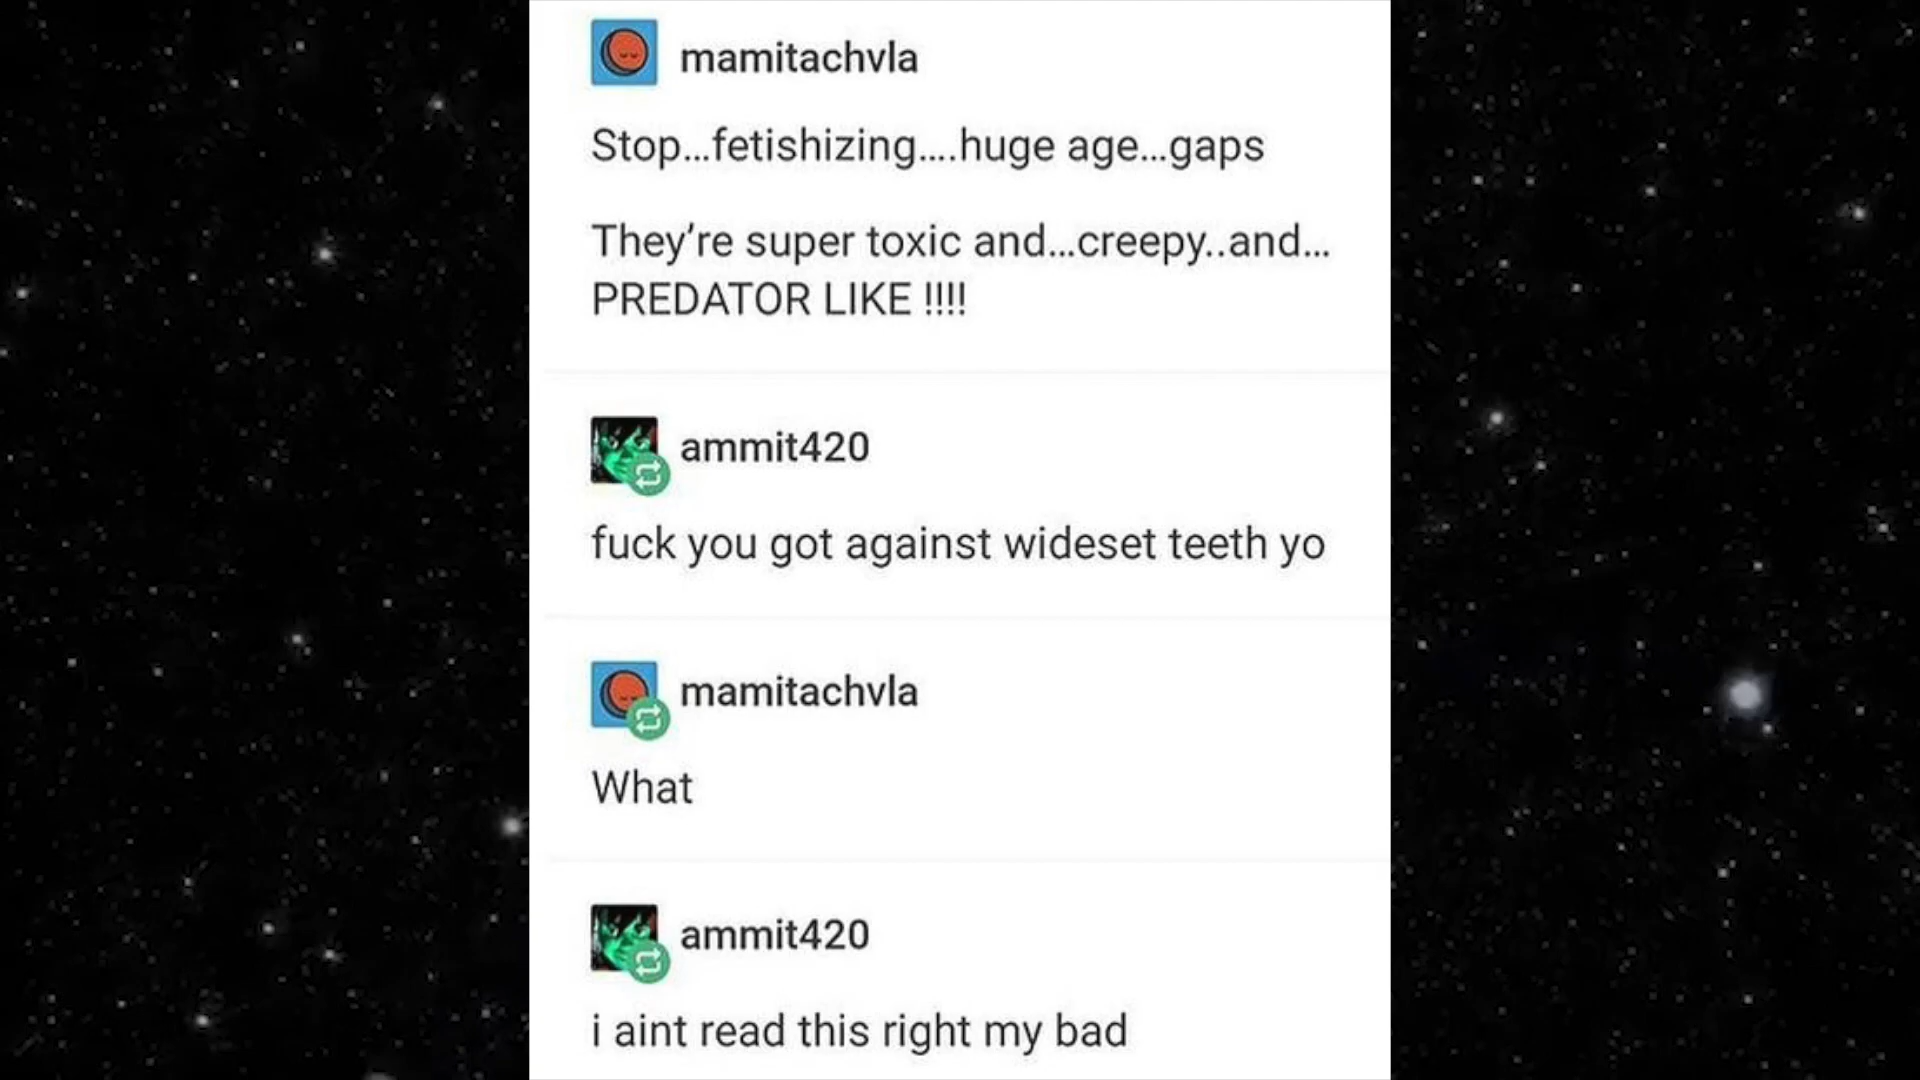 mamitachvla
Stop...fetishizing....huge age...gaps
They’re super toxic and...creepy..and...
PREDATOR LIKE !!!!
ammit420
fuck you got against wideset teeth yo
mamitachvla
What
ammit420
i aint read this right my bad